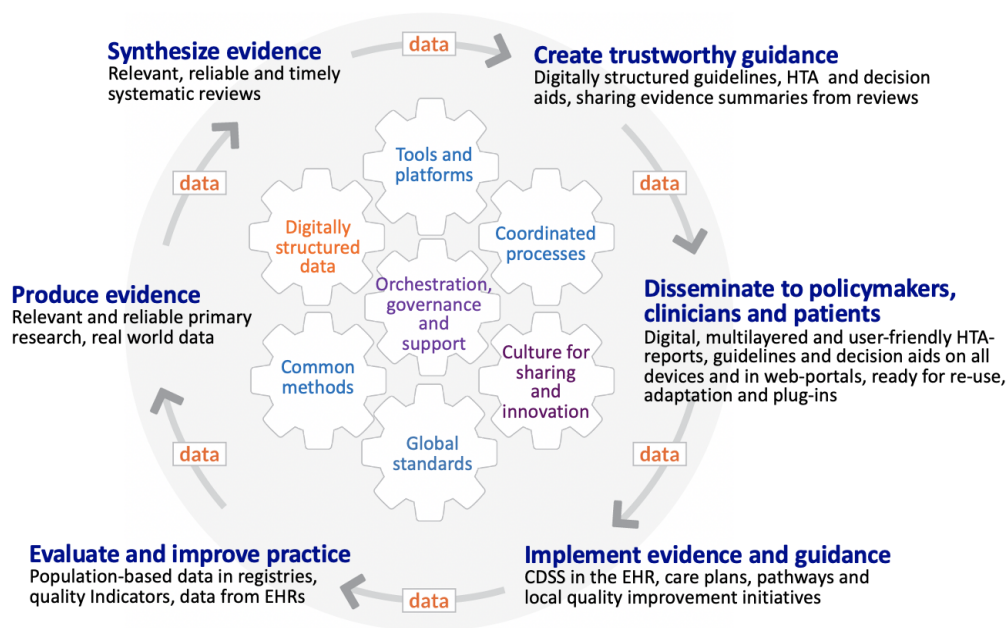 Synthesize evidence
Relevant, reliable and timely
systematic reviews
data
Create trustworthy guidance
Digitally structured guidelines, HTA and decision
aids, sharing evidence summaries from reviews
data
data
Tools and
platforms
Digitally
structured
data
Coordinated
processes
Orchestration,
governance
and
support
Common
methods
Culture for
sharing
and
innovation
Global
standards
Produce evidence
Relevant and reliable primary
research, real world data
Disseminate to policymakers,
clinicians and patients
Digital, multilayered and user-friendly HTA-
reports, guidelines and decision aids on all
devices and in web-portals, ready for re-use,
adaptation and plug-ins
data
data
Evaluate and improve practice
Population-based data in registries,
quality Indicators, data from EHRs
data
Implement evidence and guidance
CDSS in the EHR, care plans, pathways and
local quality improvement initiatives